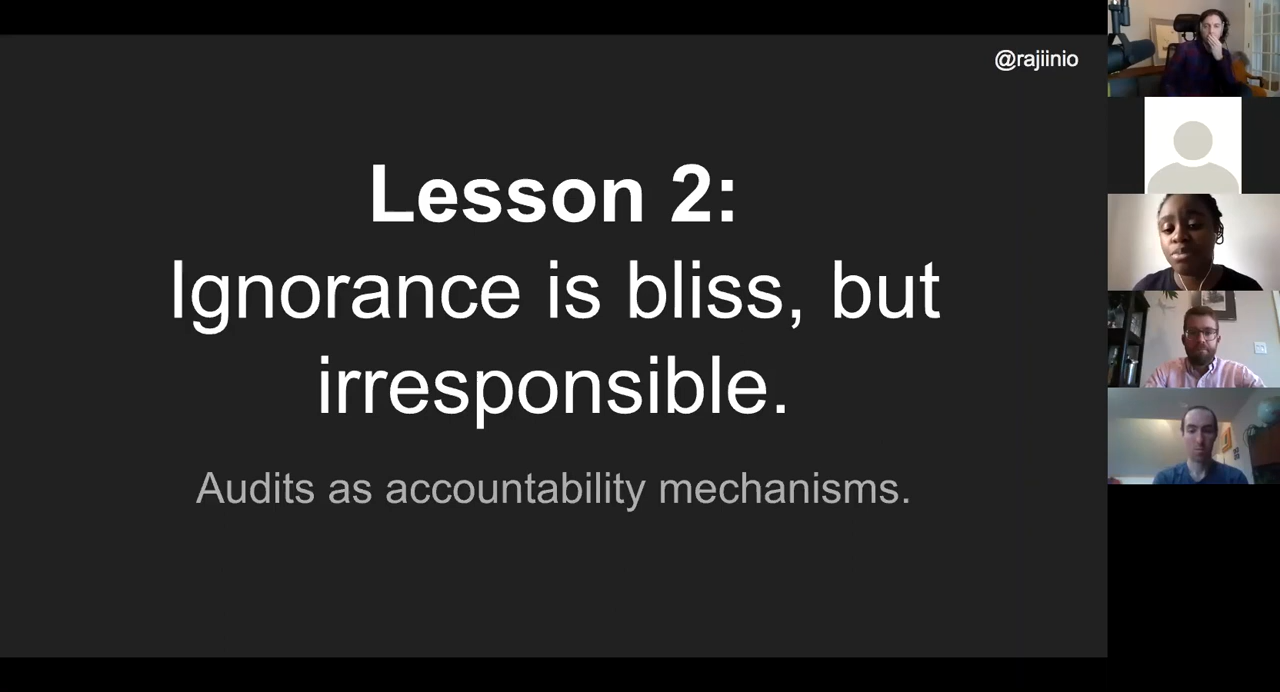 @rajiinio
Lesson 2:
Ignorance is bliss, but
irresponsible.
Audits as accountability mechanisms.